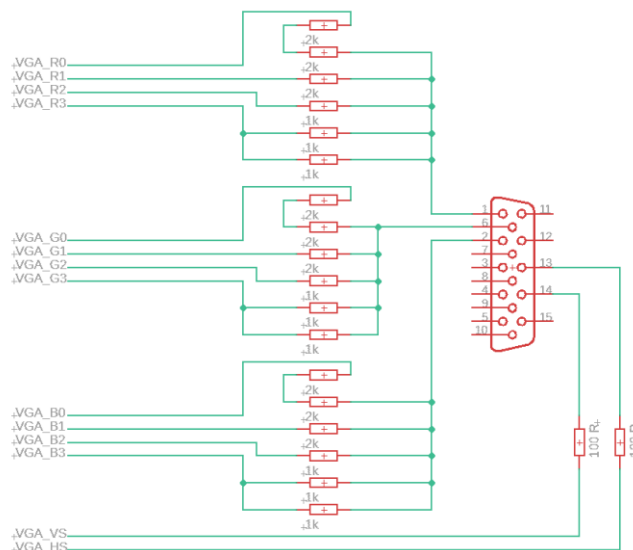 2k
VGA_R0
2k
VGA_R1
VGA_R2
2k
VGA_R3
1k
1k
1k
2k
VGA_G0
VGA_G1
2k
VGA_G2
2k
VGA_G3
1k
1k
1k
1 11
6
2 12
7
3 13
8
4 14
9
5 15
10
2k
VGA_B0
2k
VGA_B1
VGA_B2
2k
VGA_B3
1k
1k
1k
100 R
100 R
VGA_VS
VGA_HS